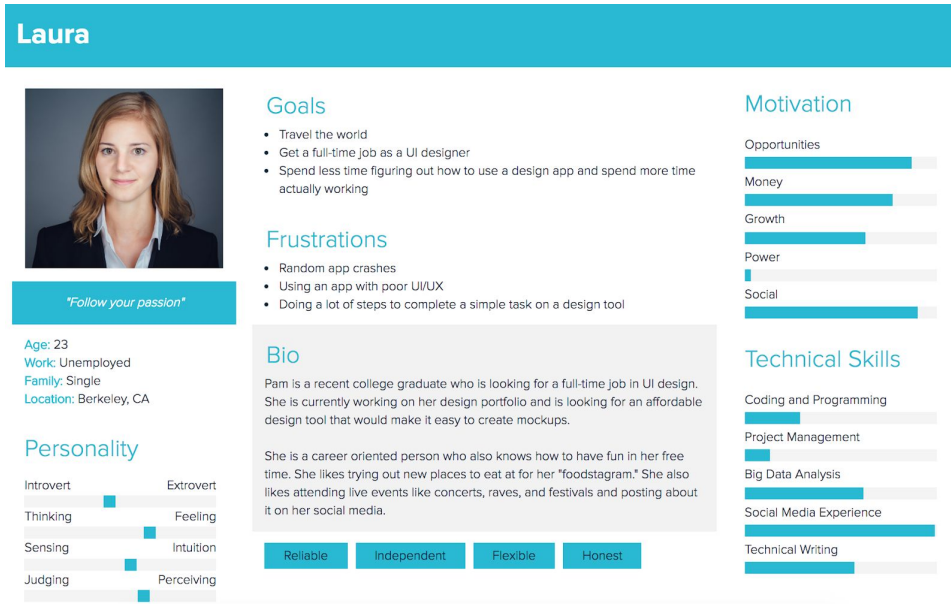 Laura
"Follow your passion"
Age: 23
Work: Unemployed
Family: Single
Location: Berkeley, CA
Personality
Introvert Extrovert
Thinking Feeling
Sensing Intuition
Judging Perceiving
Goals
Travel the world
Get a full-time job as a UI designer
Spend less time figuring out how to use a design app and spend more time
actually working
Frustrations
Random app crashes
Using an app with poor UI/UX
Doing a lot of steps to complete a simple task on a design tool
Bio
Pam is a recent college graduate who is looking for a full-time job in UI design.
She is currently working on her design portfolio and is looking for an affordable
design tool that would make it easy to create mockups.
She is a career oriented person who also knows how to have fun in her free
time. She likes trying out new places to eat at for her "foodstagram." She also
likes attending live events like concerts, raves, and festivals and posting about
it on her social media.
Reliable Independent Flexible Honest
Motivation
Opportunities
Money
Growth
Power
Social
Technical Skills
Coding and Programming
Project Management
Big Data Analysis
Social Media Experience
Technical Writing